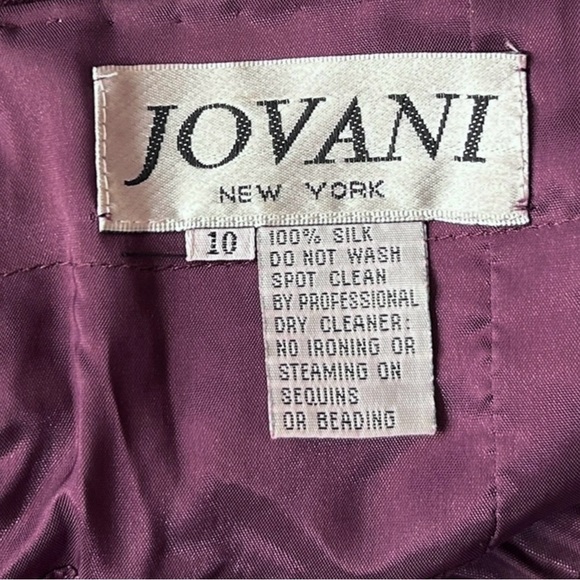 JOVANI
NEW YORK
10
100% SILK
DO NOT WASH
SPOT CLEAN
BY PROFESSIONAL
DRY CLEANER:
NO IRONING OR
STEAMING ON
SEQUINS
OR BEADING